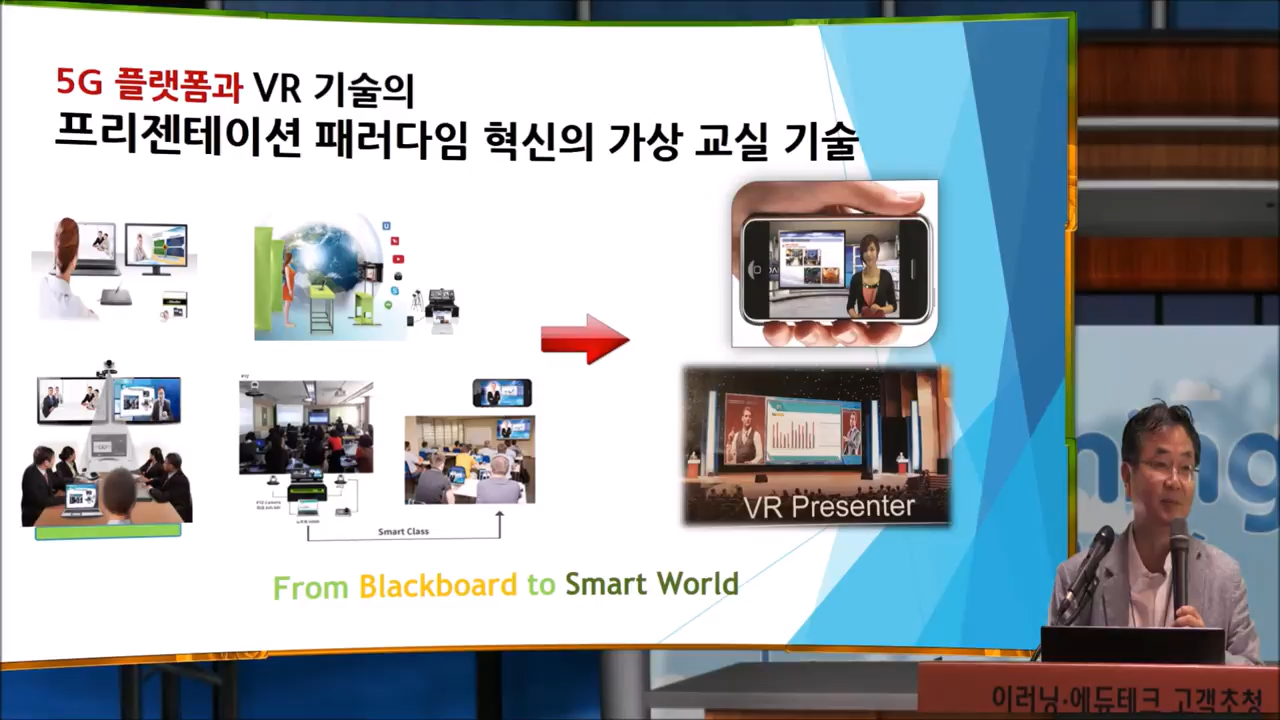 5G 플랫폼과 VR 기술의
프리젠테이션 패러다임 혁신의 가상 교실 기술
VR Presenter
Smart Class
From Blackboard to Smart World
이러닝·에듀테크 고객초청